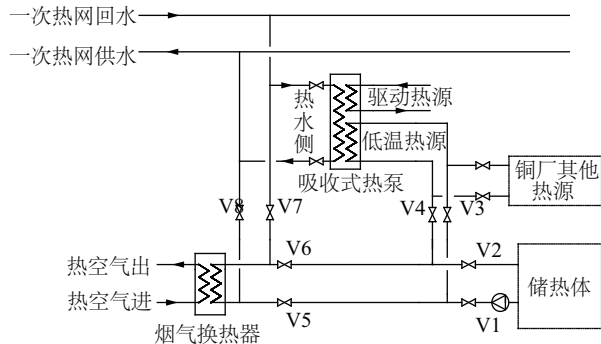 一次热网回水
一次热网供水
热水侧
驱动热源
低温热源
吸收式热泵
铜厂其他
热源
V8
V7
V4
V3
热空气出
V6
V2
储热体
热空气进
V5
V1
烟气换热器